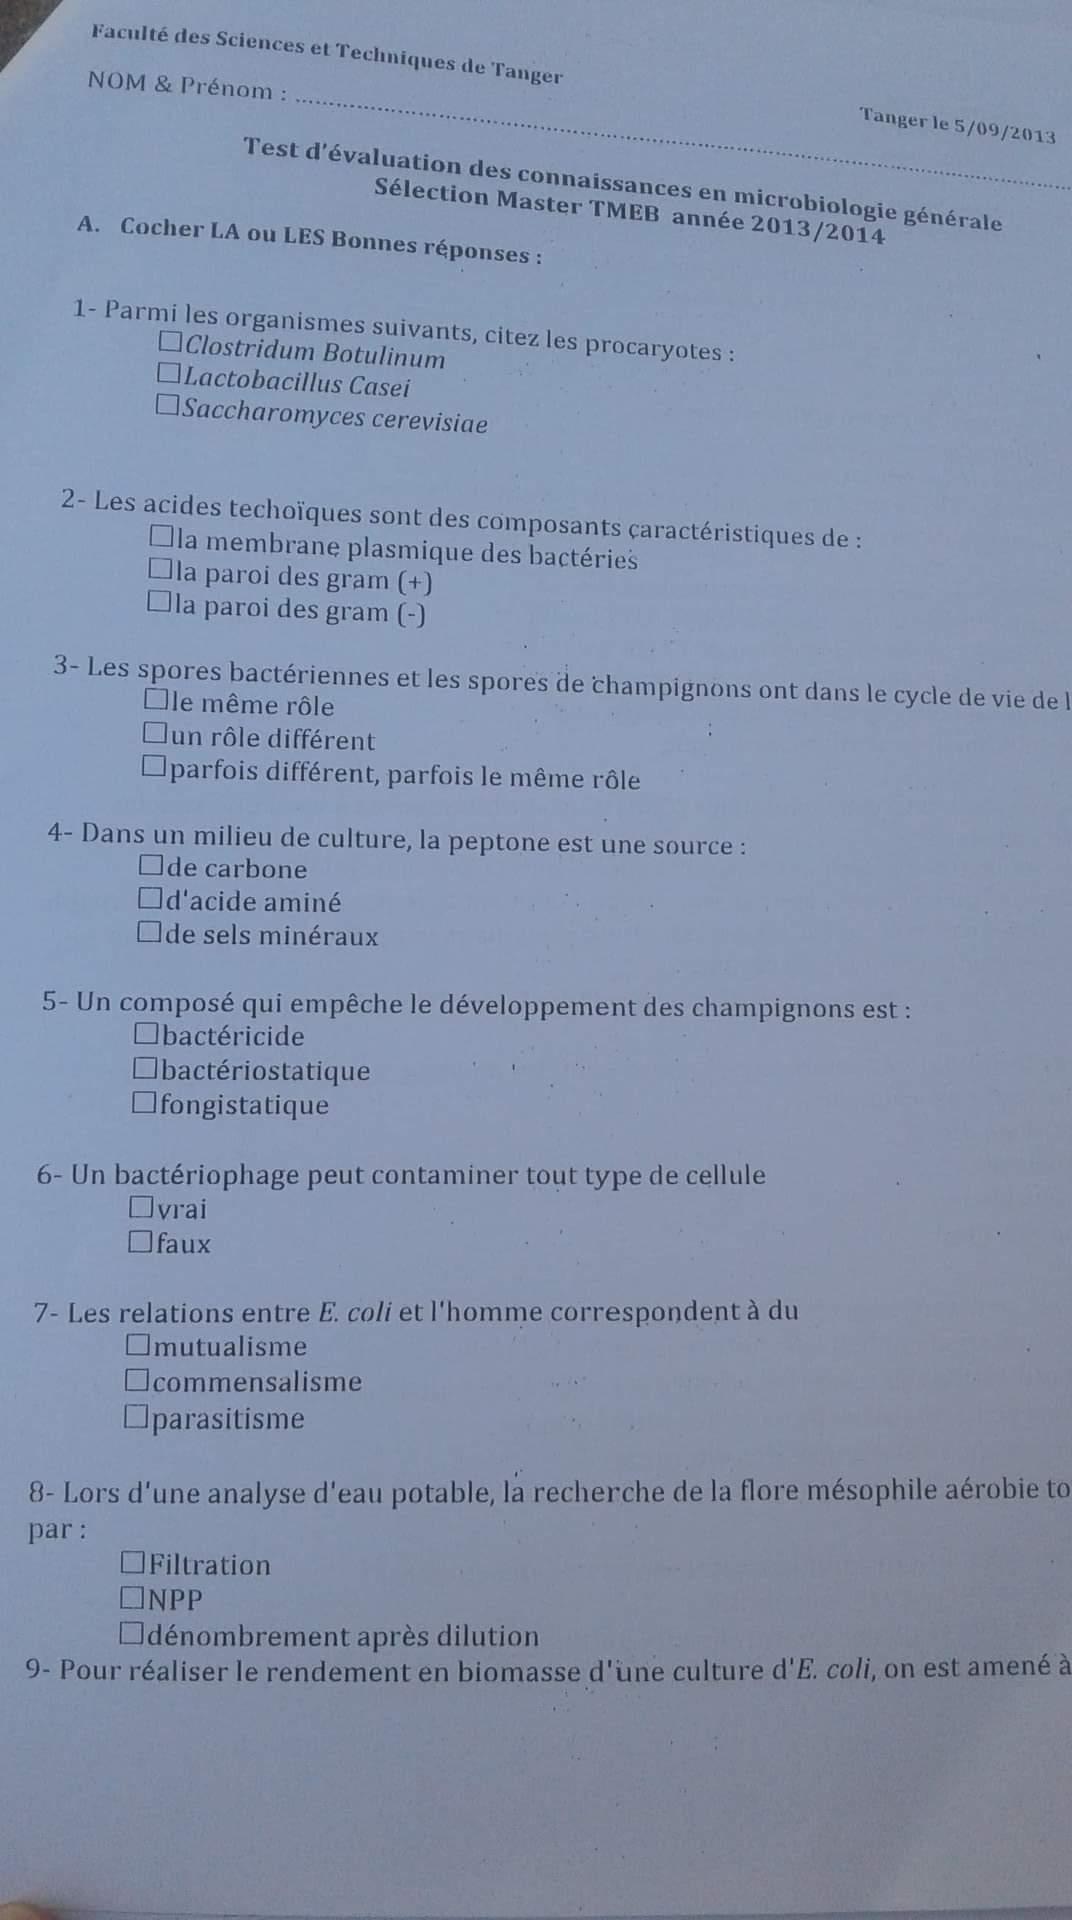 Faculté des Sciences et Techniques de Tanger
NOM & Prénom :
Tanger le 5/09/2013
Test d'évaluation des connaissances en microbiologie générale
Sélection Master TMEB année 2013/2014
A. Cocher LA ou LES Bonnes réponses :
1- Parmi les organismes suivants, citez les procaryotes :
□Clostridum Botulinum
□Lactobacillus Casei
□Saccharomyces cerevisiae
2- Les acides techoïques sont des composants caractéristiques de :
□la membrane plasmique des bactéries
□la paroi des gram (+)
□la paroi des gram (-)
3- Les spores bactériennes et les spores de champignons ont dans le cycle de vie de l
□le même rôle
□un rôle différent
□parfois différent, parfois le même rôle
4- Dans un milieu de culture, la peptone est une source :
□de carbone
□d'acide aminé
□de sels minéraux
5- Un composé qui empêche le développement des champignons est :
□bactéricide
□bactériostatique
□fongistatique
6- Un bactériophage peut contaminer tout type de cellule
□vrai
□faux
7- Les relations entre E. coli et l'homme correspondent à du
□mutualisme
□commensalisme
□parasitisme
8- Lors d'une analyse d'eau potable, la recherche de la flore mésophile aérobie to
par :
□Filtration
□NPP
□dénombrement après dilution
9- Pour réaliser le rendement en biomasse d'une culture d'E. coli, on est amené à